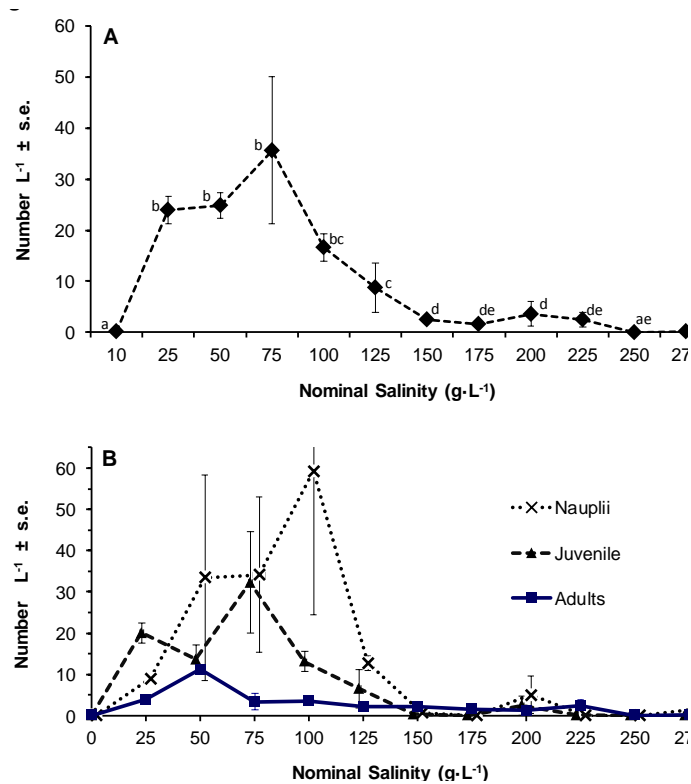 A
60
50
40
30
20
10
0
Number L⁻¹ ± s.e.
a
b
b
b
bc
c
d
de
d
de
ae
10 25 50 75 100 125 150 175 200 225 250 27
Nominal Salinity (g·L⁻¹)
B
60
50
40
30
20
10
0
Number L⁻¹ ± s.e.
Nauplii
Juvenile
Adults
0 25 50 75 100 125 150 175 200 225 250 27
Nominal Salinity (g·L⁻¹)